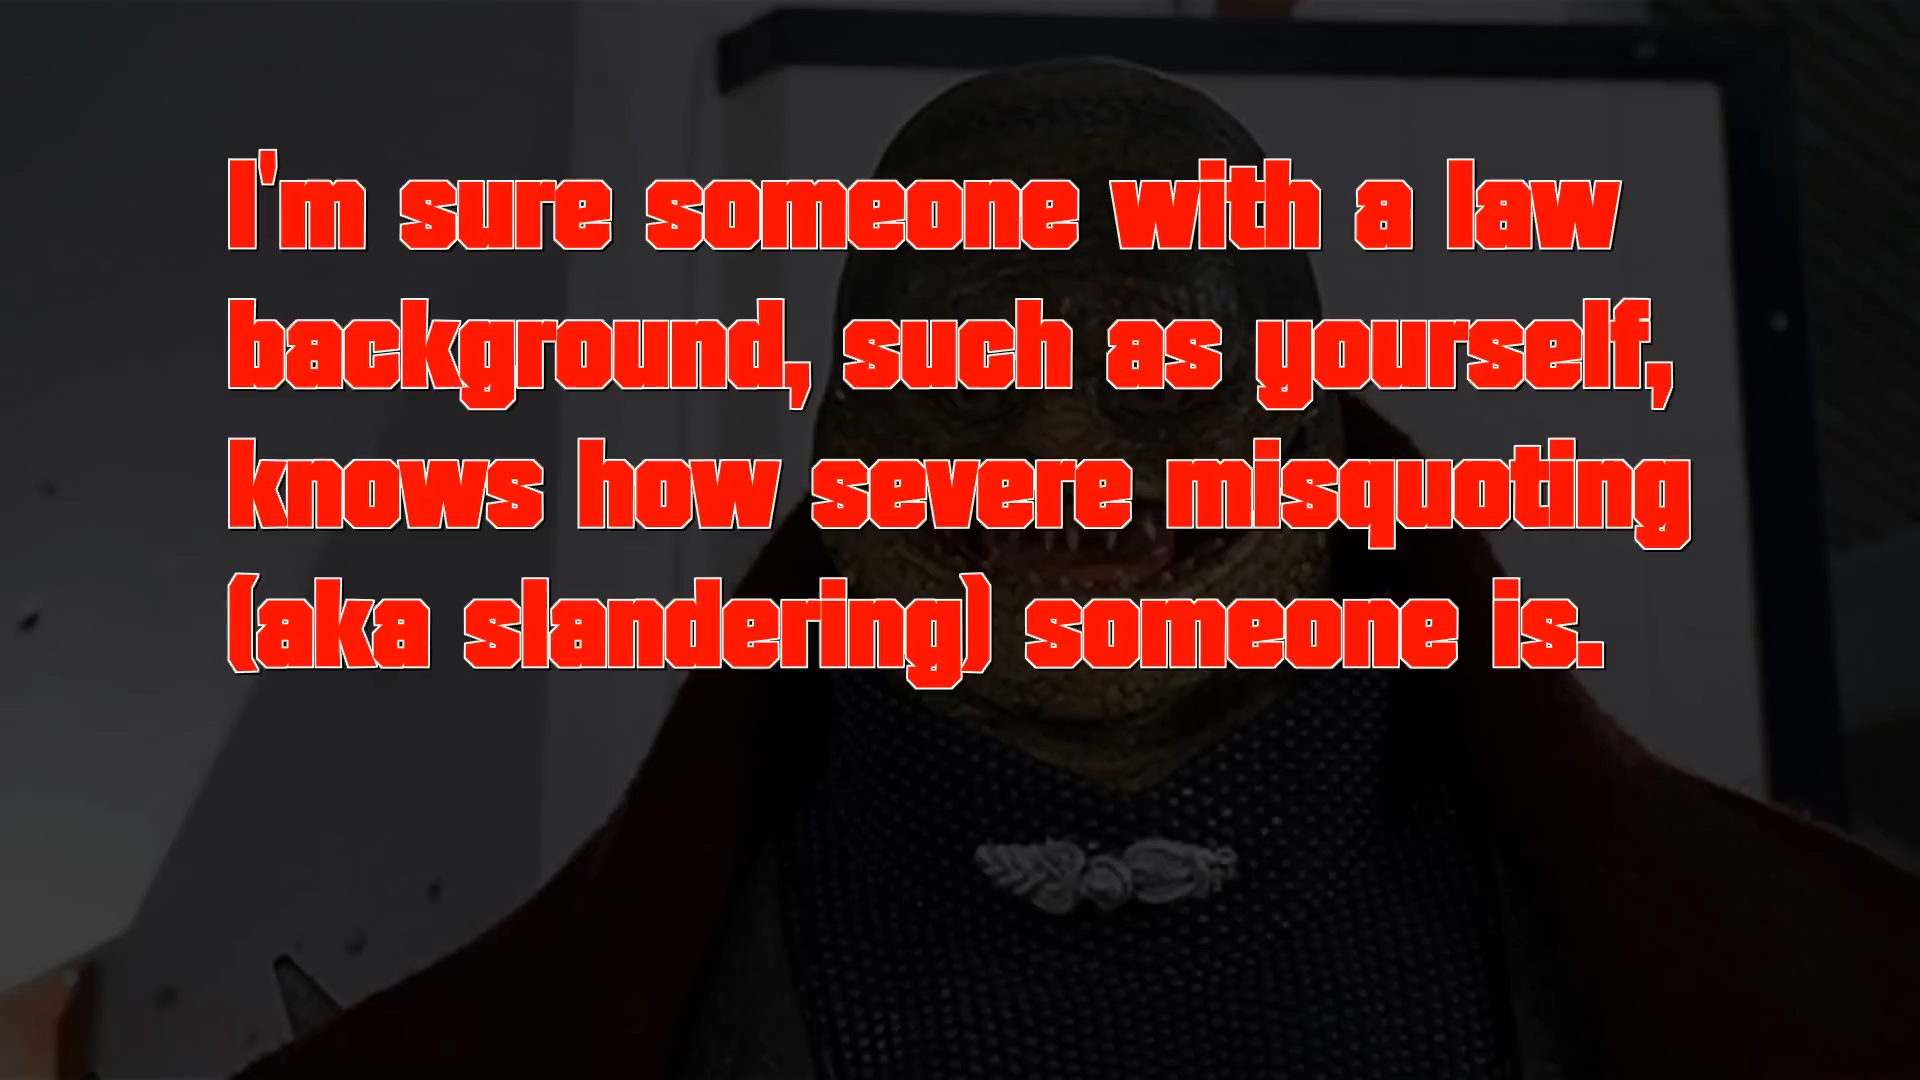 I'm sure someone with a law
background, such as yourself,
knows how severe misquoting
(aka slandering) someone is.